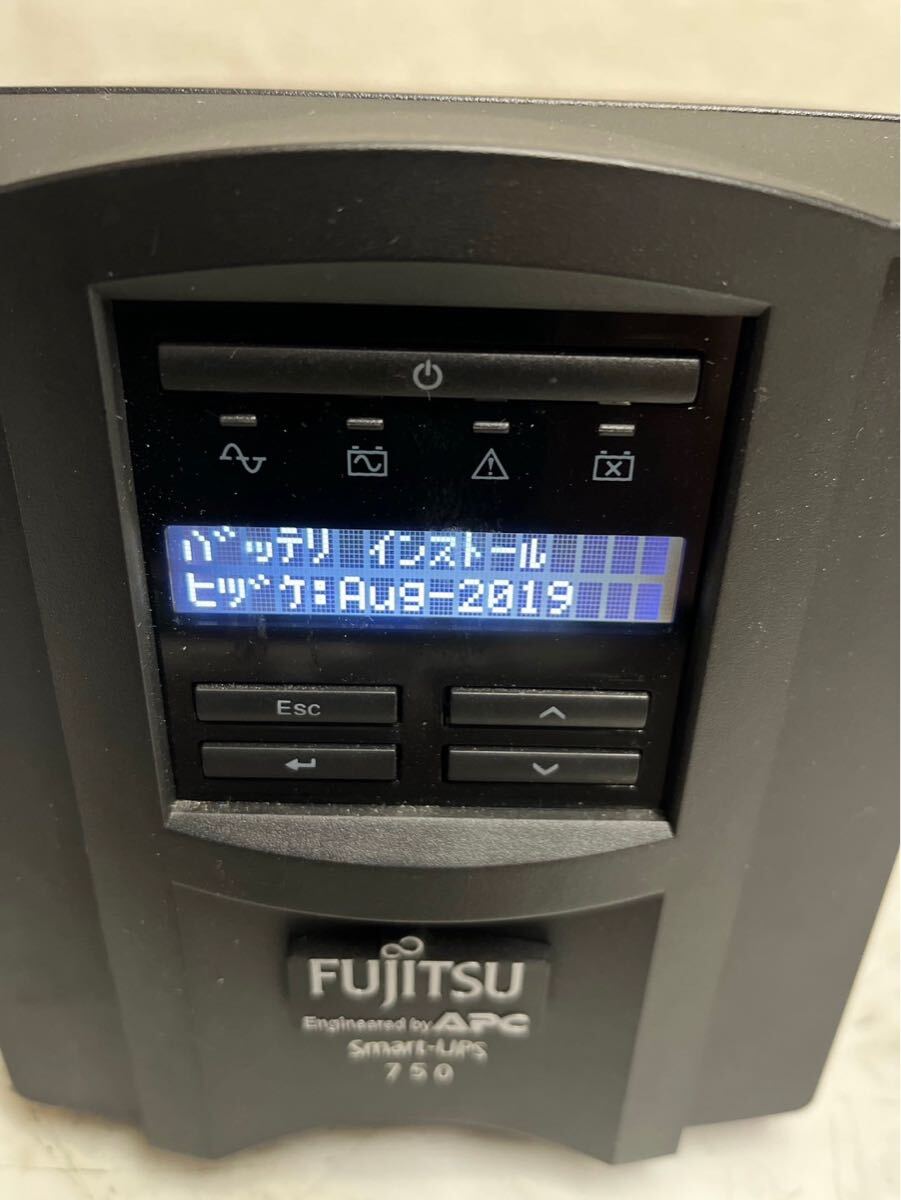 バッテリ インストール
ヒヅケ:Aug-2019
Esc
FUJITSU
Engineered by APC
Smart-UPS
750